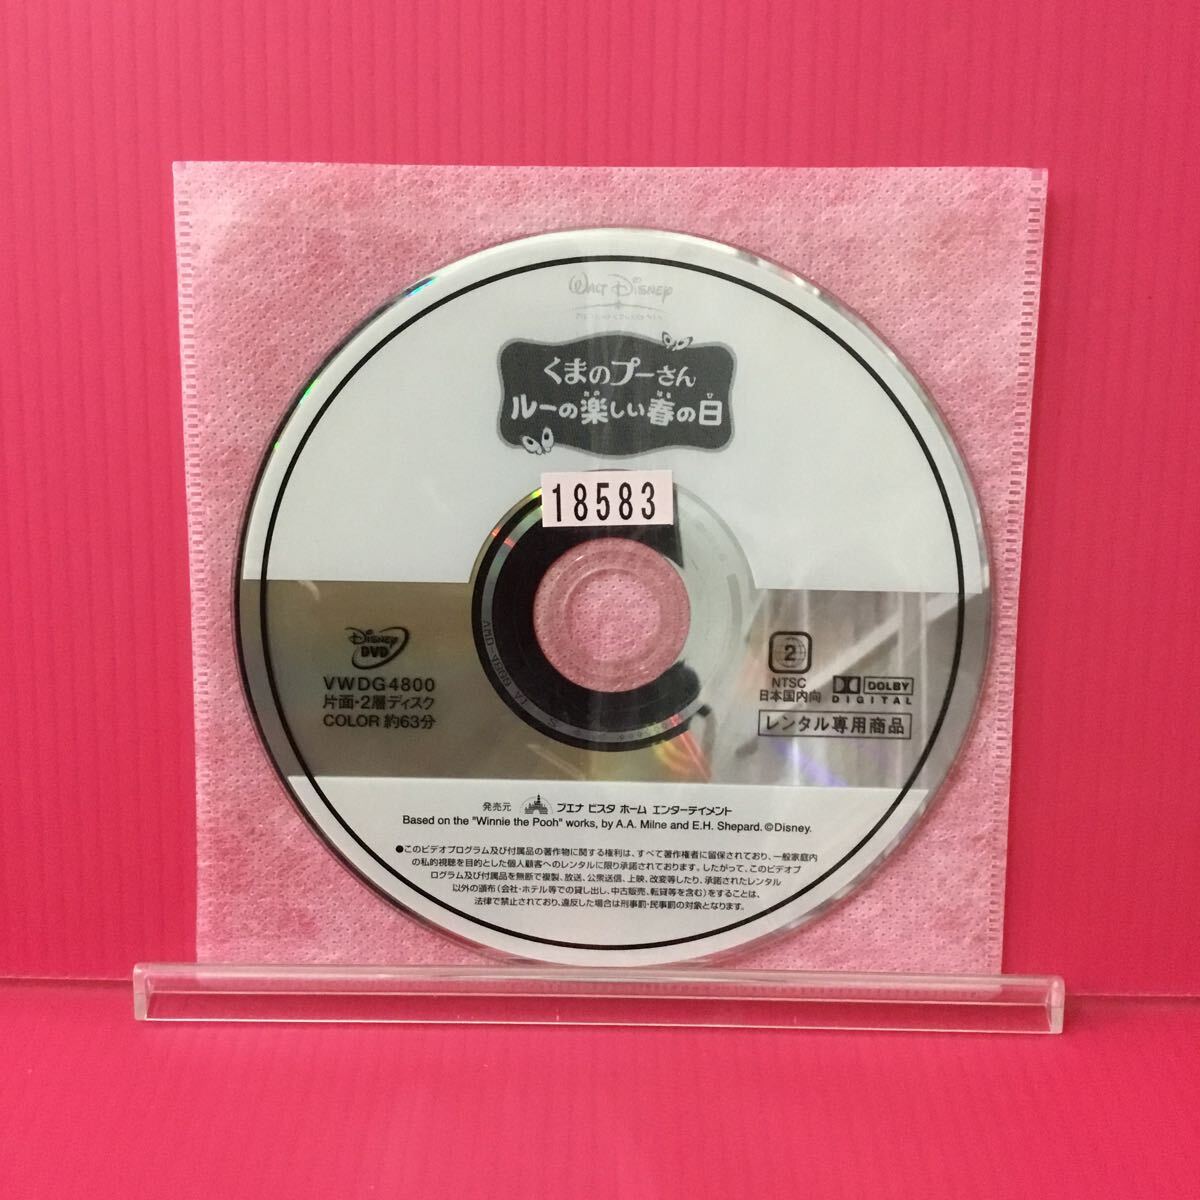 WALT DISNEY
くまのプーさん
ルーの楽しい春の日
たの はる ひ
18583
DISNEY
DVD
VWDG4800
片面・2層ディスク
COLOR 約63分
2
NTSC
日本国内向
DOLBY
DIGITAL
レンタル専用商品
発売元 ブエナ ビスタ ホーム エンターテイメント
Based on the "Winnie the Pooh" works, by A.A. Milne and E.H. Shepard. ©Disney.
●このビデオプログラム及び付属品の著作物に関する権利は、すべて著作権者に留保されており、一般家庭内
の私的視聴を目的とした個人顧客へのレンタルに限り承諾されております。したがって、このビデオプ
ログラム及び付属品を無断で複製、放送、公衆送信、上映、改変等したり、承諾されたレンタル
以外の頒布(会社・ホテル等での貸し出し、中古販売、転貸等を含む)をすることは、
法律で禁止されており、違反した場合は刑事罰・民事罰の対象となります。